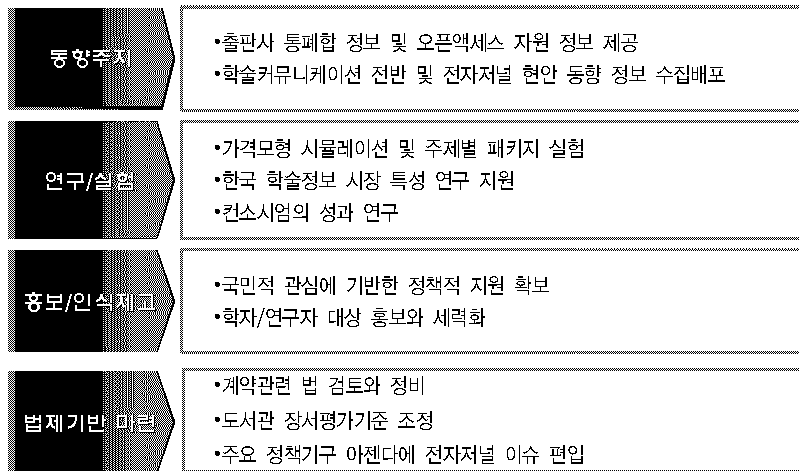 동향주지
•출판사 통폐합 정보 및 오픈액세스 자원 정보 제공
•학술커뮤니케이션 전반 및 전자저널 현안 동향 정보 수집배포
연구/실험
•가격모형 시뮬레이션 및 주제별 패키지 실험
•한국 학술정보 시장 특성 연구 지원
•컨소시엄의 성과 연구
홍보/인식제고
•국민적 관심에 기반한 정책적 지원 확보
•학자/연구자 대상 홍보와 세력화
법제기반 마련
•계약관련 법 검토와 정비
•도서관 장서평가기준 조정
•주요 정책기구 아젠다에 전자저널 이슈 편입